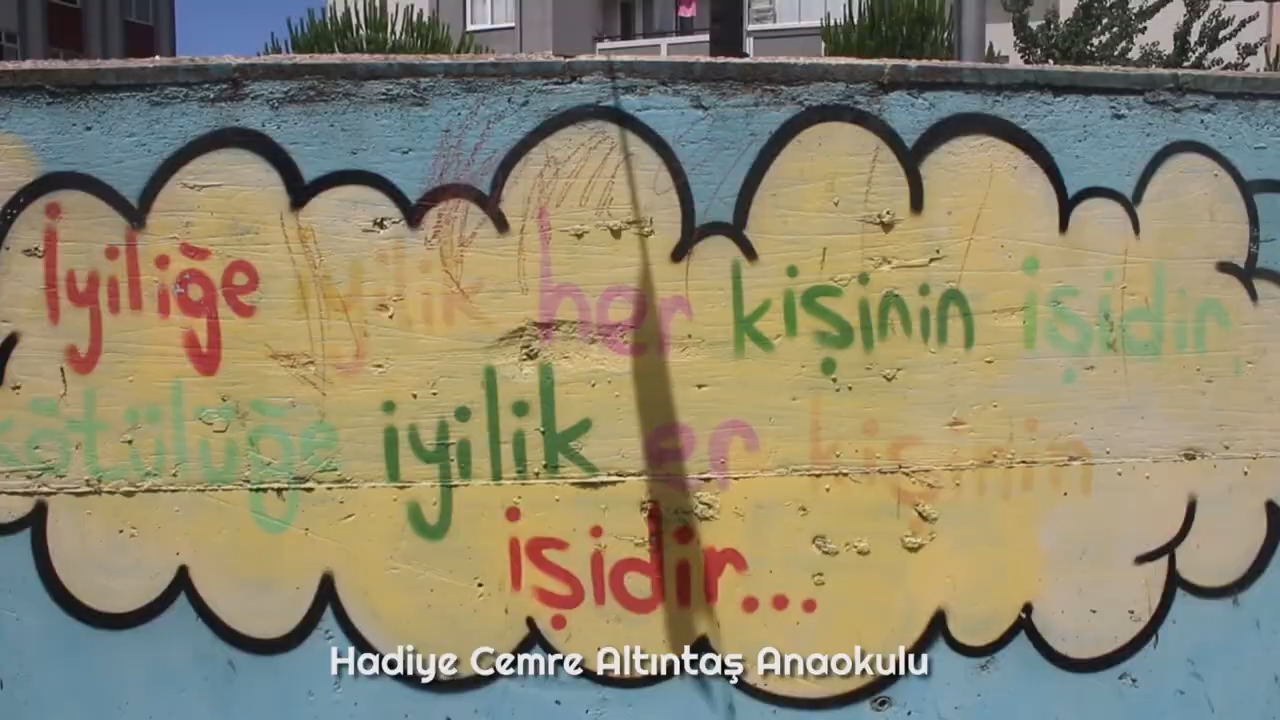 İyiliğe iyilik her kişinin işidir,
kötülüğe iyilik er kişinin
işidir...
Hadiye Cemre Altıntaş Anaokulu